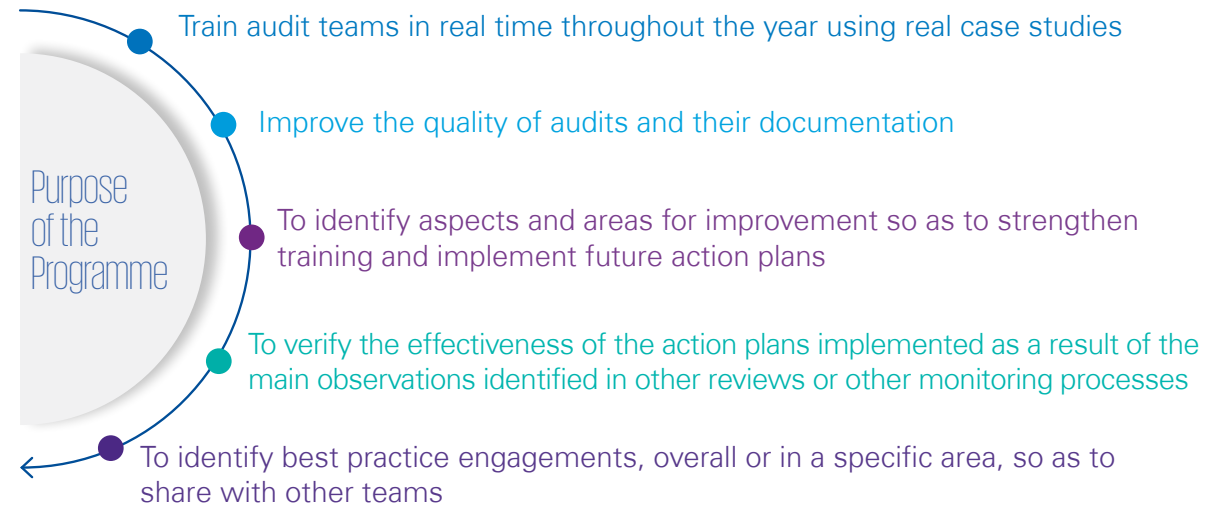 Train audit teams in real time throughout the year using real case studies
Improve the quality of audits and their documentation
Purpose
of the
Programme
To identify aspects and areas for improvement so as to strengthen
training and implement future action plans
To verify the effectiveness of the action plans implemented as a result of the
main observations identified in other reviews or other monitoring processes
To identify best practice engagements, overall or in a specific area, so as to
share with other teams